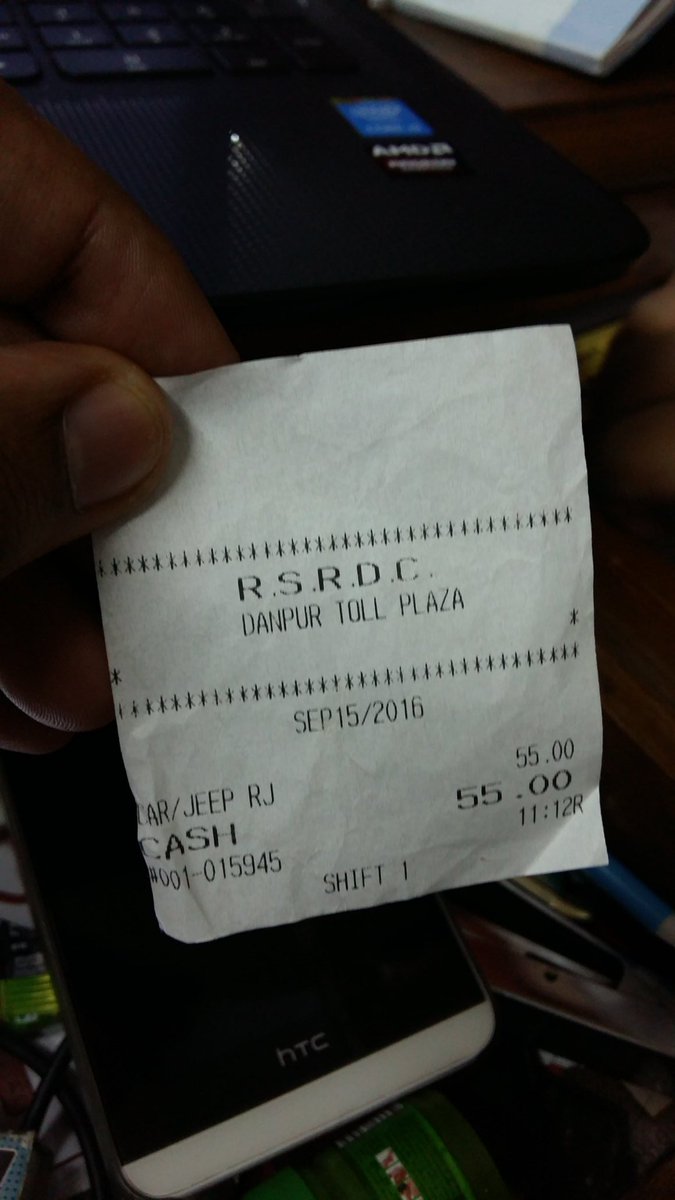 AMD
***********************************
R.S.R.D.C.
DANPUR TOLL PLAZA
* *
***********************************
SEP15/2016
55.00
CAR/JEEP RJ
CASH 55.00
#001-015945 11:12R
SHIFT 1
hTC